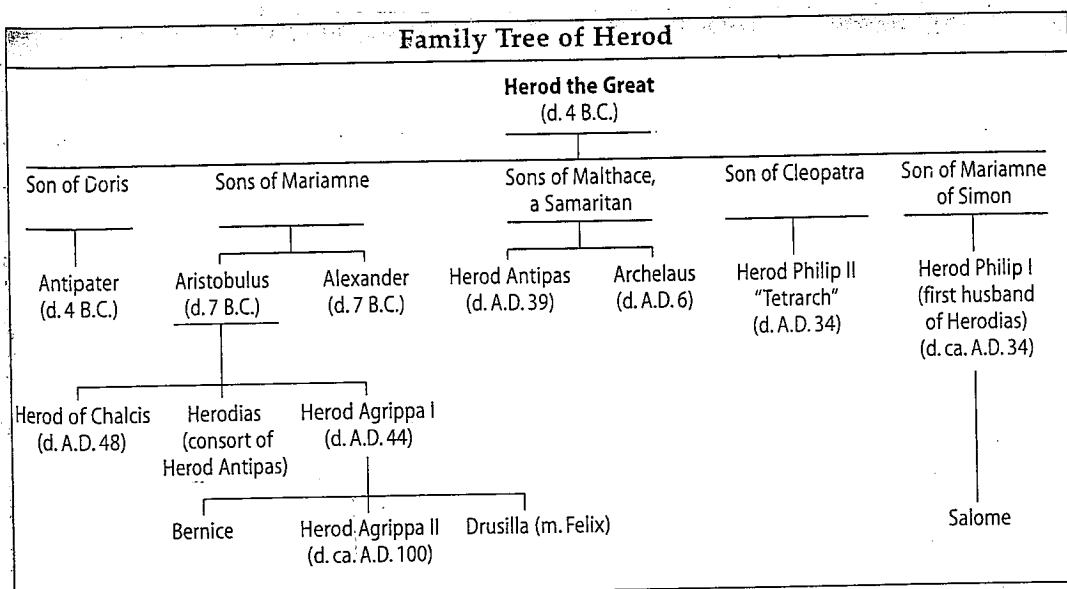 Family Tree of Herod
Herod the Great
(d. 4 B.C.)
Son of Doris
Sons of Mariamne
Sons of Malthace,
a Samaritan
Son of Cleopatra
Son of Mariamne
of Simon
Antipater
(d. 4 B.C.)
Aristobulus
(d. 7 B.C.)
Alexander
(d. 7 B.C.)
Herod Antipas
(d. A.D. 39)
Archelaus
(d. A.D. 6)
Herod Philip II
"Tetrarch"
(d. A.D. 34)
Herod Philip I
(first husband
of Herodias)
(d. ca. A.D. 34)
Herod of Chalcis
(d. A.D. 48)
Herodias
(consort of
Herod Antipas)
Herod Agrippa I
(d. A.D. 44)
Bernice
Herod Agrippa II
(d. ca. A.D. 100)
Drusilla (m. Felix)
Salome